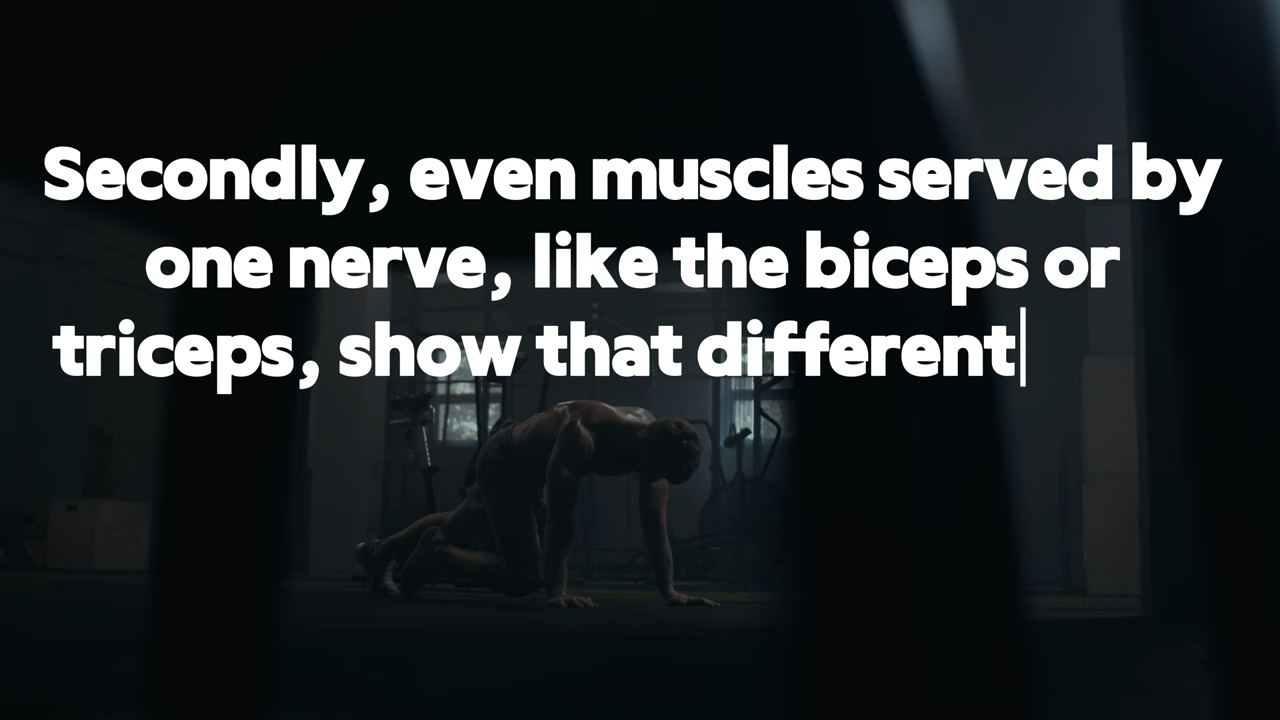 Secondly, even muscles served by
one nerve, like the biceps or
triceps, show that different